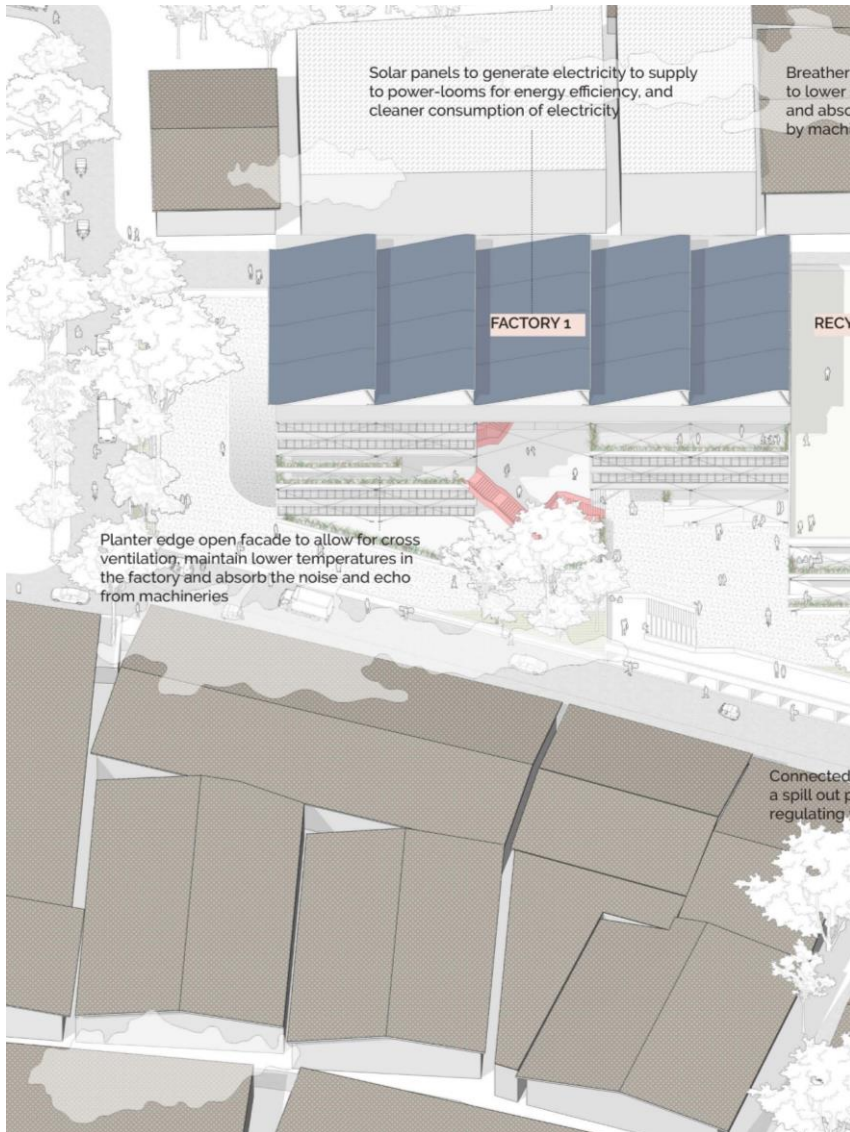 Solar panels to generate electricity to supply
to power-looms for energy efficiency, and
cleaner consumption of electricity
Breather
to lower
and abso
by machi
FACTORY 1
RECY
Planter edge open facade to allow for cross
ventilation, maintain lower temperatures in
the factory and absorb the noise and echo
from machineries
Connected
a spill out p
regulating